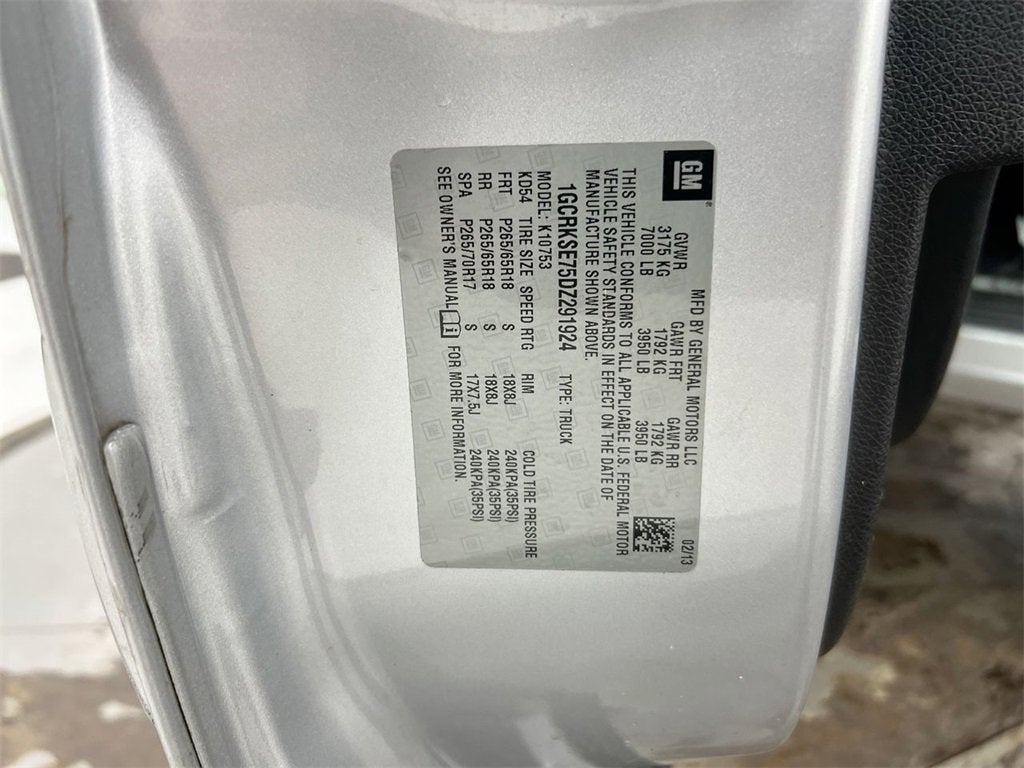 GM
MFD BY GENERAL MOTORS LLC 02/13
GVWR GAWR FRT GAWR RR
3175 KG 1792 KG 1792 KG
7000 LB 3950 LB 3950 LB
THIS VEHICLE CONFORMS TO ALL APPLICABLE U.S. FEDERAL MOTOR
VEHICLE SAFETY STANDARDS IN EFFECT ON THE DATE OF
MANUFACTURE SHOWN ABOVE.
1GCRKSE75DZ291924 TYPE: TRUCK
MODEL: K10753
KD54 TIRE SIZE SPEED RTG RIM COLD TIRE PRESSURE
FRT P265/65R18 S 18X8J 240KPA(35PSI)
RR P265/65R18 S 18X8J 240KPA(35PSI)
SPA P265/70R17 S 17X7.5J 240KPA(35PSI)
SEE OWNER'S MANUAL i FOR MORE INFORMATION.